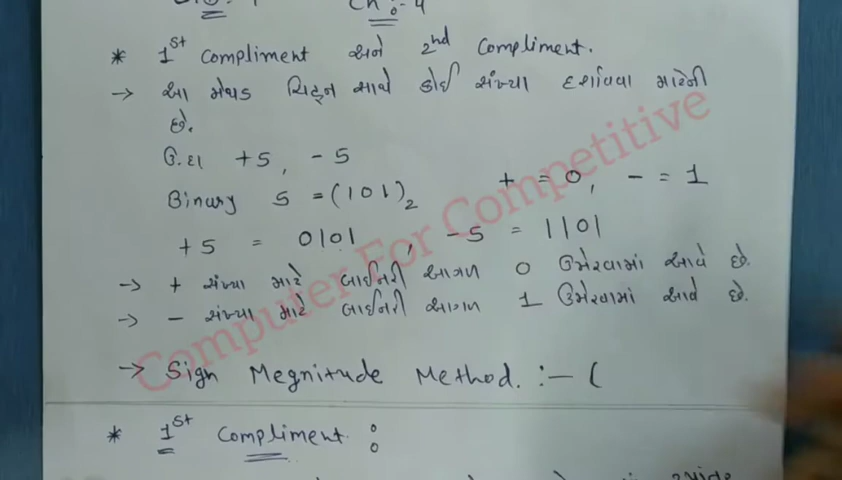 Ch :- 4
* 1st Compliment અને 2nd Compliment.
→ આ મેથડ ચિહ્ન સાથે કોઈ સંખ્યા દર્શાવવા માટેની
છે.
ઉ.દા +5, -5
Binary 5 = (101)2 + = 0, - = 1
+5 = 0101, -5 = 1101
→ + સંખ્યા માટે બાઈનરી આગળ 0 ઉમેરવામાં આવે છે.
→ - સંખ્યા માટે બાઈનરી આગળ 1 ઉમેરવામાં આવે છે.
→ Sign Megnitude Method. :- (
* 1st Compliment :
Computer For Competitive